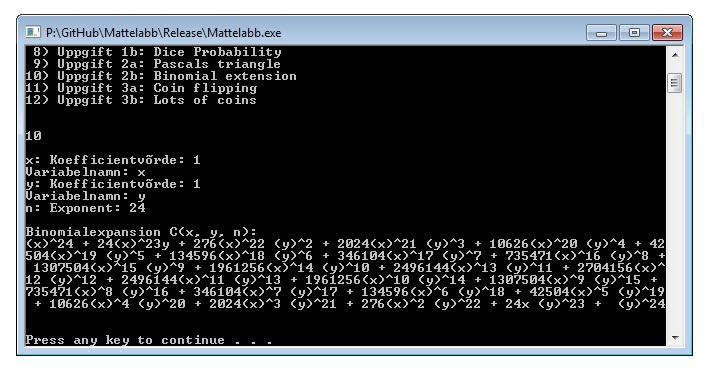 P:\GitHub\Mattelabb\Release\Mattelabb.exe
8) Uppgift 1b: Dice Probability
9) Uppgift 2a: Pascals triangle
10) Uppgift 2b: Binomial extension
11) Uppgift 3a: Coin flipping
12) Uppgift 3b: Lots of coins
10
x: Koefficientvõrde: 1
Variabelnamn: x
y: Koefficientvõrde: 1
Variabelnamn: y
n: Exponent: 24
Binomialexpansion C(x, y, n):
(x)^24 + 24(x)^23y + 276(x)^22 (y)^2 + 2024(x)^21 (y)^3 + 10626(x)^20 (y)^4 + 42
504(x)^19 (y)^5 + 134596(x)^18 (y)^6 + 346104(x)^17 (y)^7 + 735471(x)^16 (y)^8 +
1307504(x)^15 (y)^9 + 1961256(x)^14 (y)^10 + 2496144(x)^13 (y)^11 + 2704156(x)^
12 (y)^12 + 2496144(x)^11 (y)^13 + 1961256(x)^10 (y)^14 + 1307504(x)^9 (y)^15 +
735471(x)^8 (y)^16 + 346104(x)^7 (y)^17 + 134596(x)^6 (y)^18 + 42504(x)^5 (y)^19
+ 10626(x)^4 (y)^20 + 2024(x)^3 (y)^21 + 276(x)^2 (y)^22 + 24x (y)^23 +  (y)^24
Press any key to continue . . .